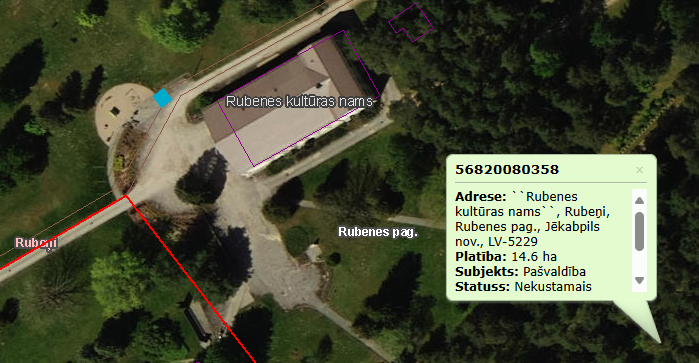 Rubenes kultūras nams
56820080358
×
Adrese: ``Rubenes
kultūras nams``, Rubeņi,
Rubenes pag., Jēkabpils
nov., LV-5229
Platība: 14.6 ha
Subjekts: Pašvaldība
Statuss: Nekustamais
Rubenes pag.
Rubeņi